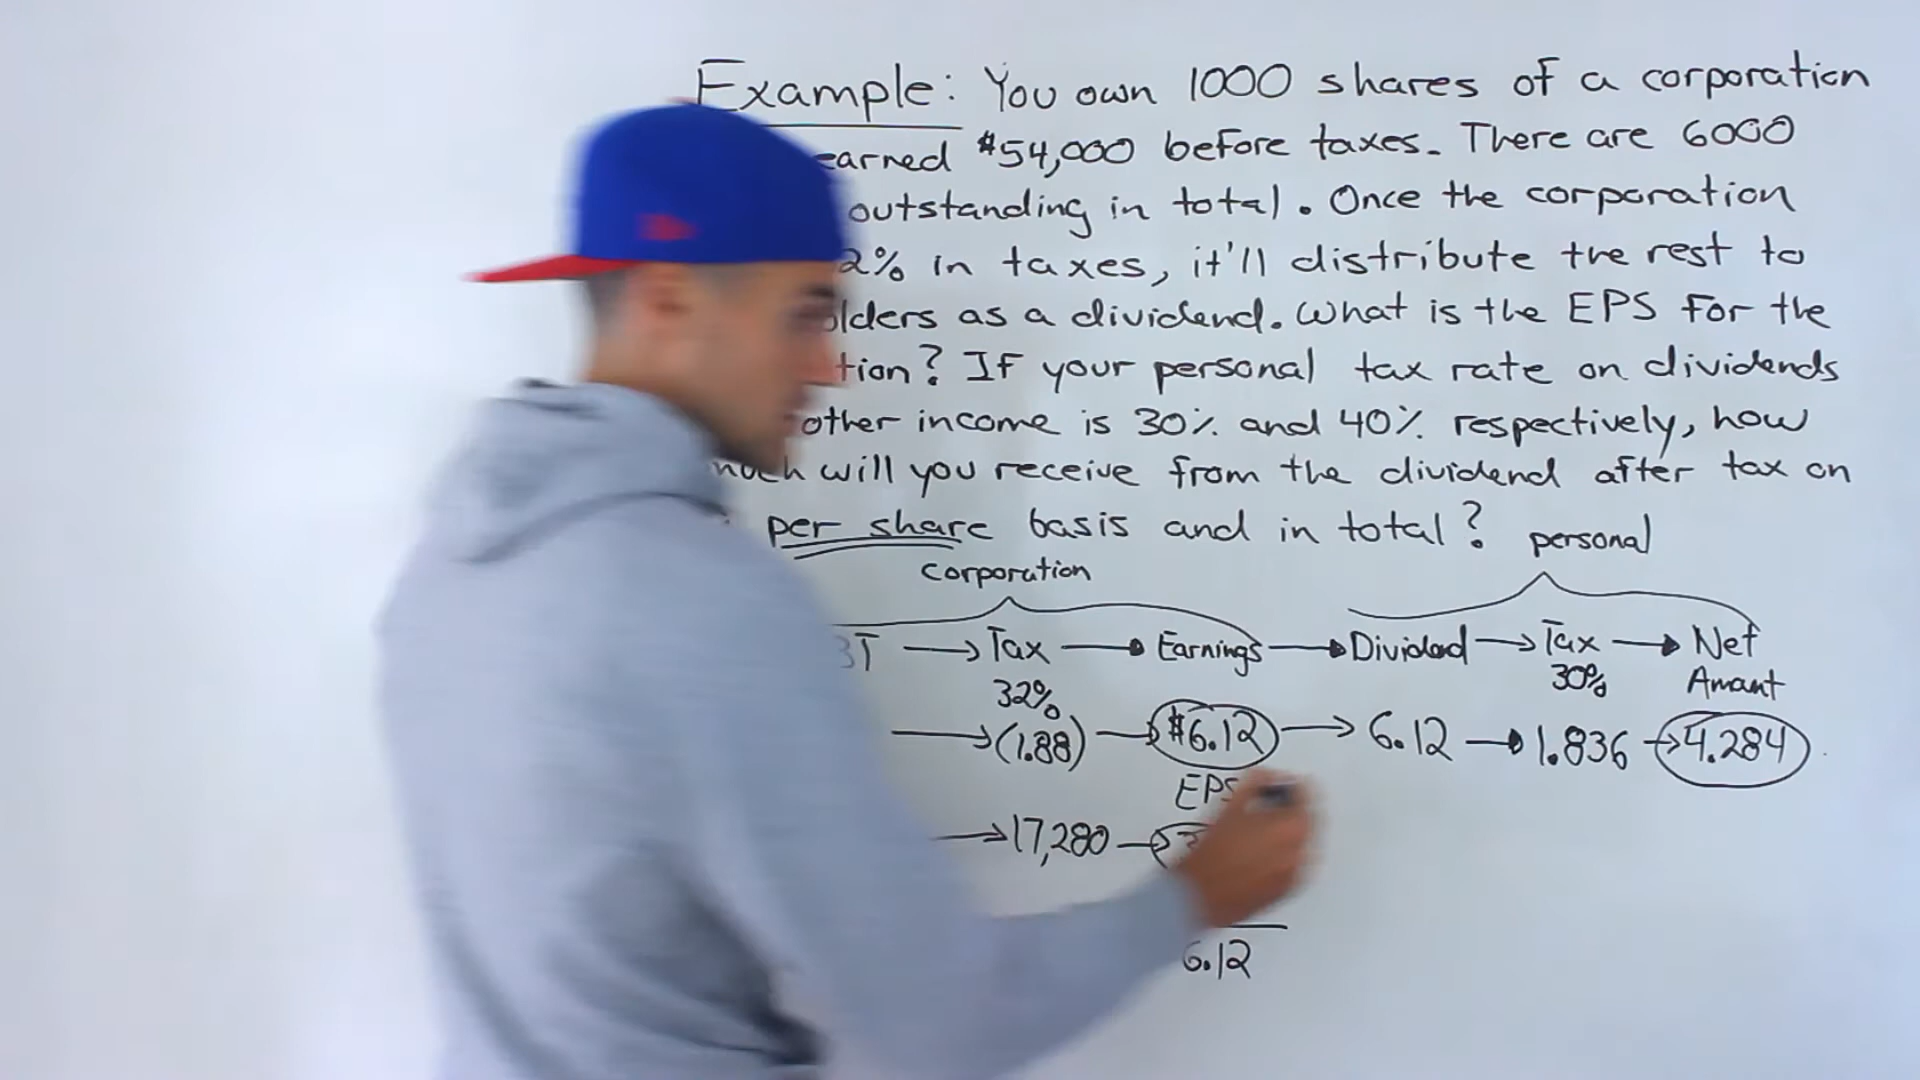 Example: You own 1000 shares of a corporation
earned $54,000 before taxes. There are 6000
outstanding in total. Once the corporation
2% in taxes, it'll distribute the rest to
olders as a dividend. What is the EPS for the
tion? If your personal tax rate on dividends
other income is 30% and 40% respectively, how
much will you receive from the dividend after tax on
per share basis and in total? personal
corporation
BT → Tax → Earnings → Dividend → Tax → Net
32% 30% Amount
→ (1.88) → $6.12 → 6.12 → 1.836 → 4.284
EPS
→ 17,280 →
6.12